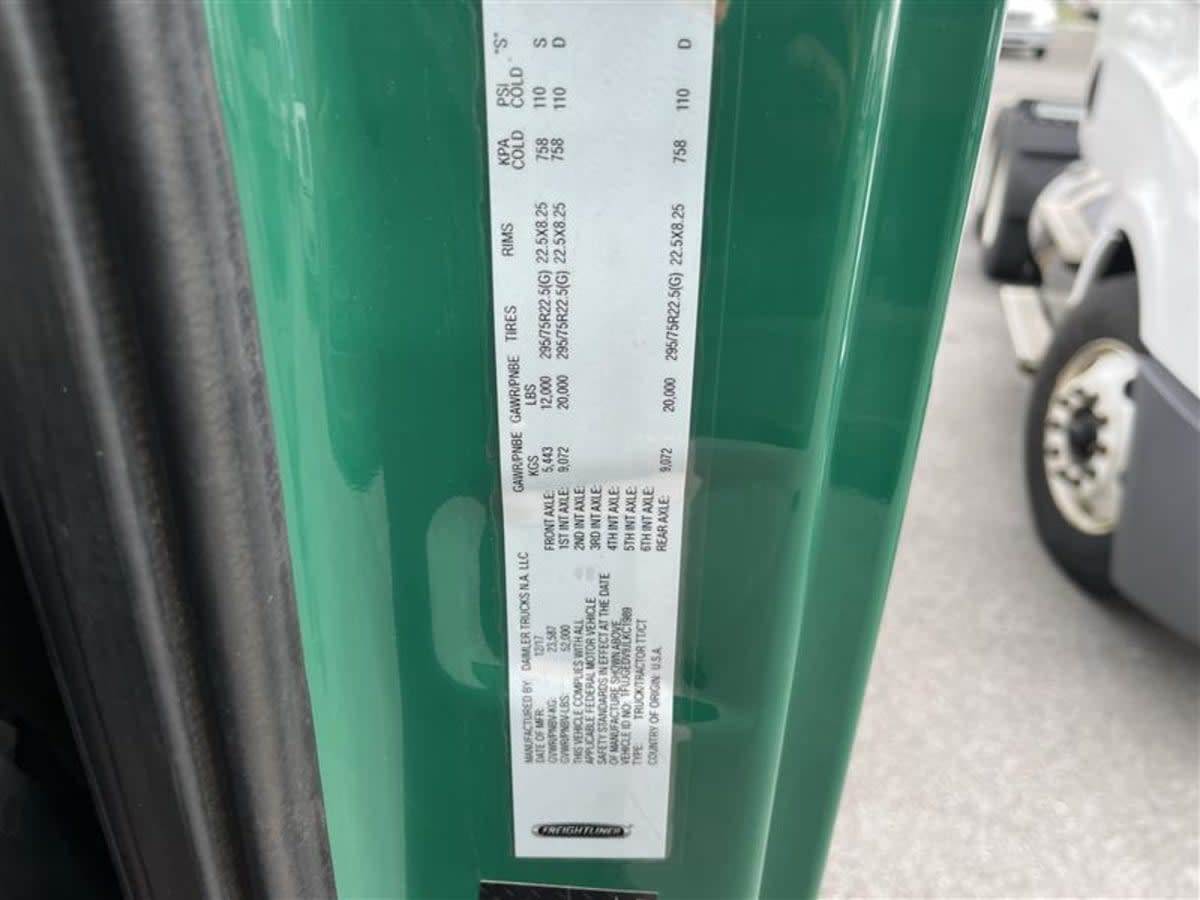 FREIGHTLINER
MANUFACTURED BY: DAIMLER TRUCKS N.A. LLC
DATE OF MFR: 12/17
GVWR/PNBV-KG: 23,587
GVWR/PNBV-LBS: 52,000
THIS VEHICLE COMPLIES WITH ALL
APPLICABLE FEDERAL MOTOR VEHICLE
SAFETY STANDARDS IN EFFECT AT THE DATE
OF MANUFACTURE SHOWN ABOVE.
VEHICLE ID NO: 1FUJGEDV9JLKC1989
TYPE: TRUCK/TRACTOR TT/CT
COUNTRY OF ORIGIN: U.S.A.
GAWR/PNBE GAWR/PNBE TIRES RIMS KPA PSI "S"
KGS LBS COLD COLD
FRONT AXLE: 5,443 12,000 295/75R22.5(G) 22.5X8.25 758 110 S
1ST INT AXLE: 9,072 20,000 295/75R22.5(G) 22.5X8.25 758 110 D
2ND INT AXLE:
3RD INT AXLE:
4TH INT AXLE:
5TH INT AXLE:
6TH INT AXLE:
REAR AXLE: 9,072 20,000 295/75R22.5(G) 22.5X8.25 758 110 D